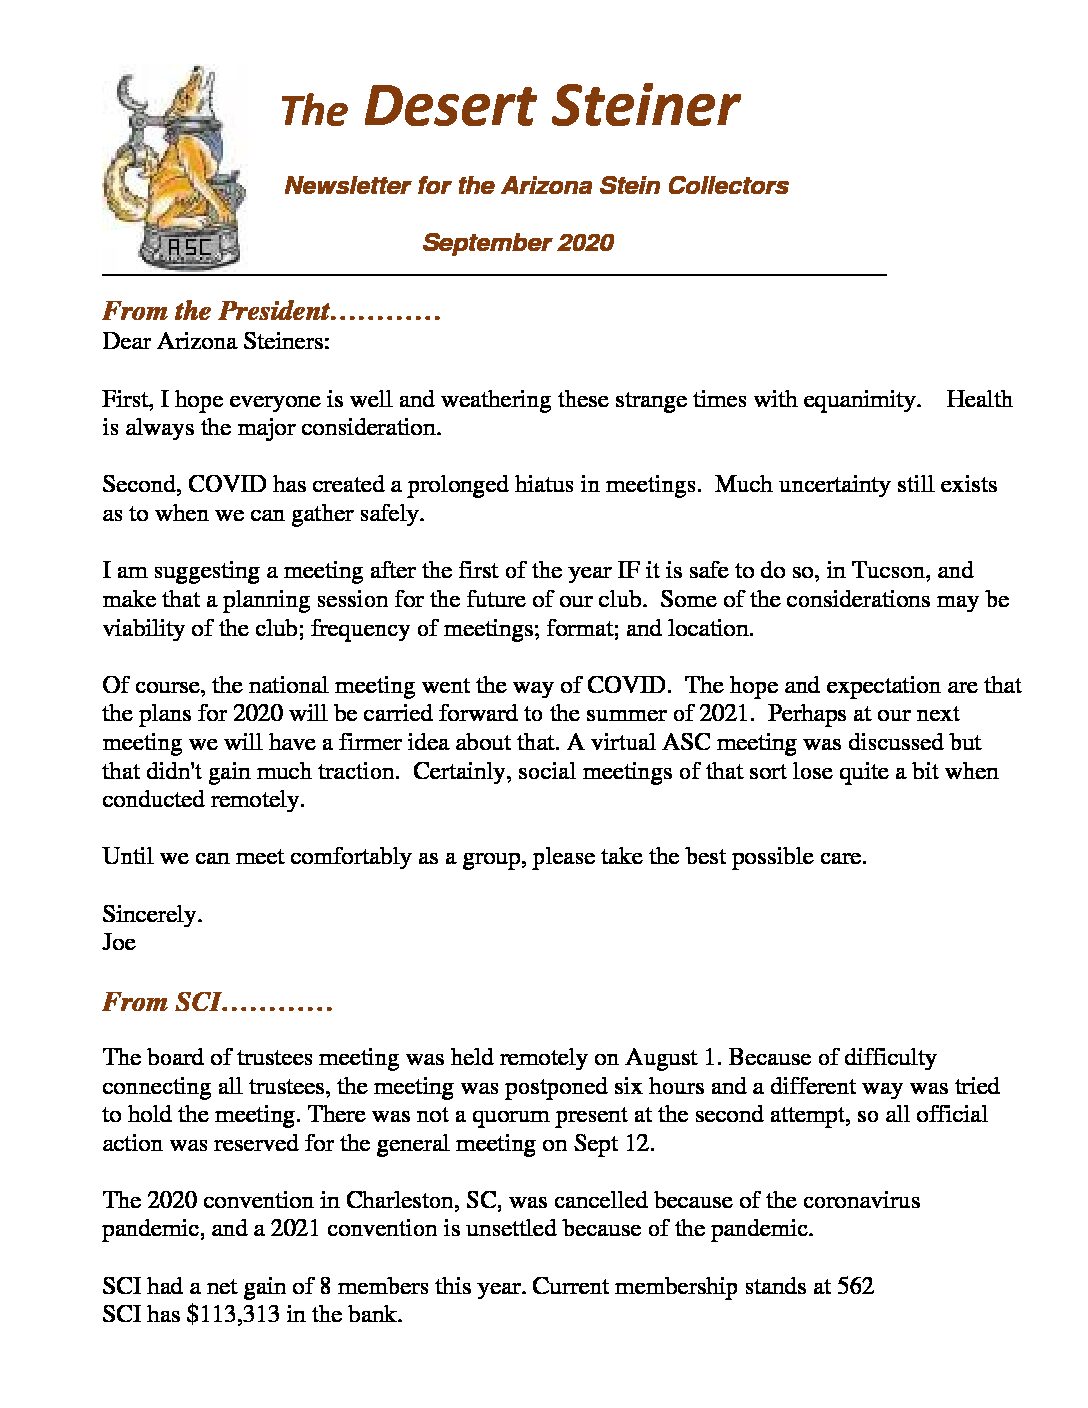 The Desert Steiner
Newsletter for the Arizona Stein Collectors
September 2020
ASC
From the President…………
Dear Arizona Steiners:
First, I hope everyone is well and weathering these strange times with equanimity. Health
is always the major consideration.
Second, COVID has created a prolonged hiatus in meetings. Much uncertainty still exists
as to when we can gather safely.
I am suggesting a meeting after the first of the year IF it is safe to do so, in Tucson, and
make that a planning session for the future of our club. Some of the considerations may be
viability of the club; frequency of meetings; format; and location.
Of course, the national meeting went the way of COVID. The hope and expectation are that
the plans for 2020 will be carried forward to the summer of 2021. Perhaps at our next
meeting we will have a firmer idea about that. A virtual ASC meeting was discussed but
that didn't gain much traction. Certainly, social meetings of that sort lose quite a bit when
conducted remotely.
Until we can meet comfortably as a group, please take the best possible care.
Sincerely.
Joe
From SCI…………
The board of trustees meeting was held remotely on August 1. Because of difficulty
connecting all trustees, the meeting was postponed six hours and a different way was tried
to hold the meeting. There was not a quorum present at the second attempt, so all official
action was reserved for the general meeting on Sept 12.
The 2020 convention in Charleston, SC, was cancelled because of the coronavirus
pandemic, and a 2021 convention is unsettled because of the pandemic.
SCI had a net gain of 8 members this year. Current membership stands at 562
SCI has $113,313 in the bank.